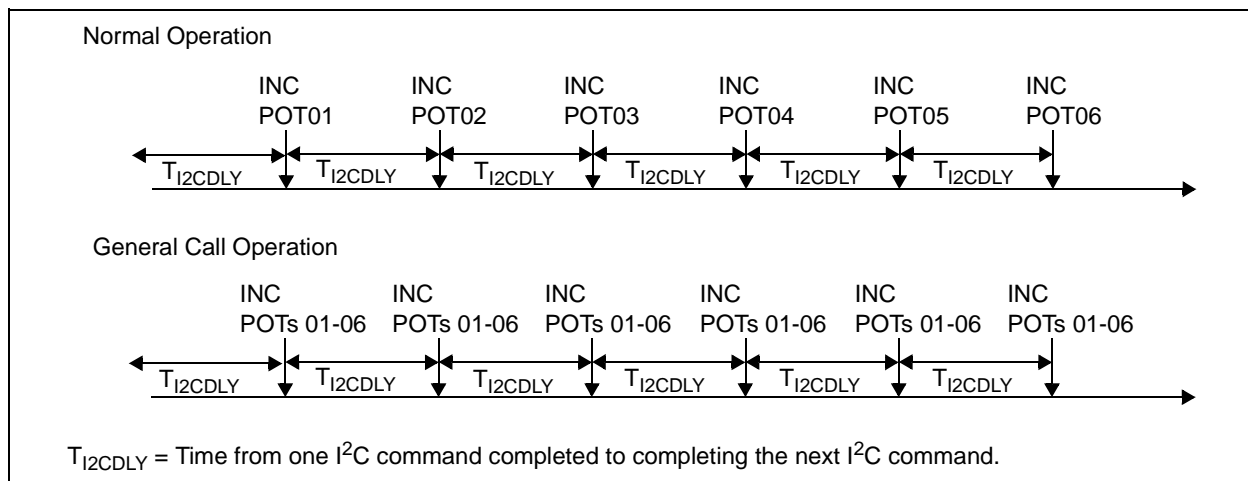 Normal Operation
INC INC INC INC INC INC
POT01 POT02 POT03 POT04 POT05 POT06
TI2CDLY TI2CDLY TI2CDLY TI2CDLY TI2CDLY TI2CDLY
General Call Operation
INC INC INC INC INC INC
POTs 01-06 POTs 01-06 POTs 01-06 POTs 01-06 POTs 01-06 POTs 01-06
TI2CDLY TI2CDLY TI2CDLY TI2CDLY TI2CDLY TI2CDLY
TI2CDLY = Time from one I²C command completed to completing the next I²C command.